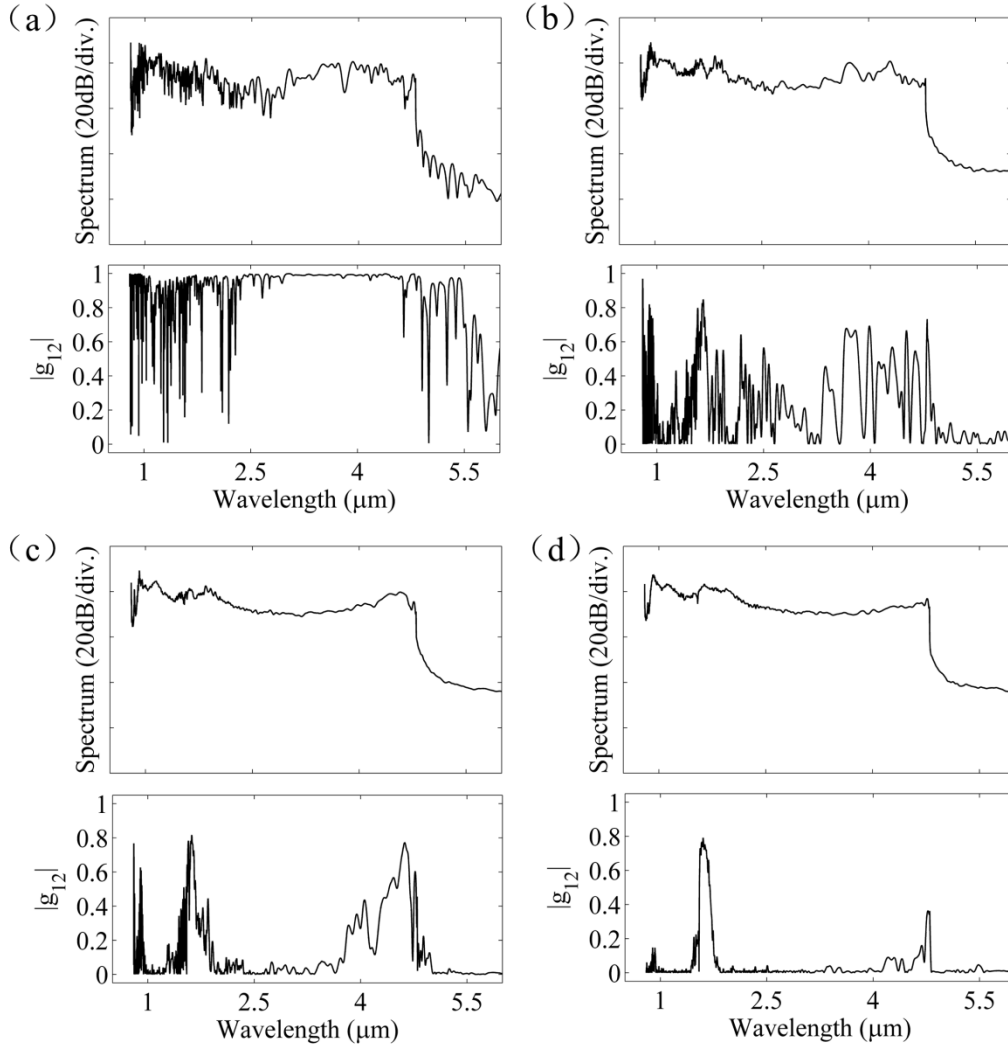 (a)
Spectrum (20dB/div.)
|g12|
1
0.8
0.6
0.4
0.2
0
1 2.5 4 5.5
Wavelength (μm)
(b)
Spectrum (20dB/div.)
|g12|
1
0.8
0.6
0.4
0.2
0
1 2.5 4 5.5
Wavelength (μm)
(c)
Spectrum (20dB/div.)
|g12|
1
0.8
0.6
0.4
0.2
0
1 2.5 4 5.5
Wavelength (μm)
(d)
Spectrum (20dB/div.)
|g12|
1
0.8
0.6
0.4
0.2
0
1 2.5 4 5.5
Wavelength (μm)